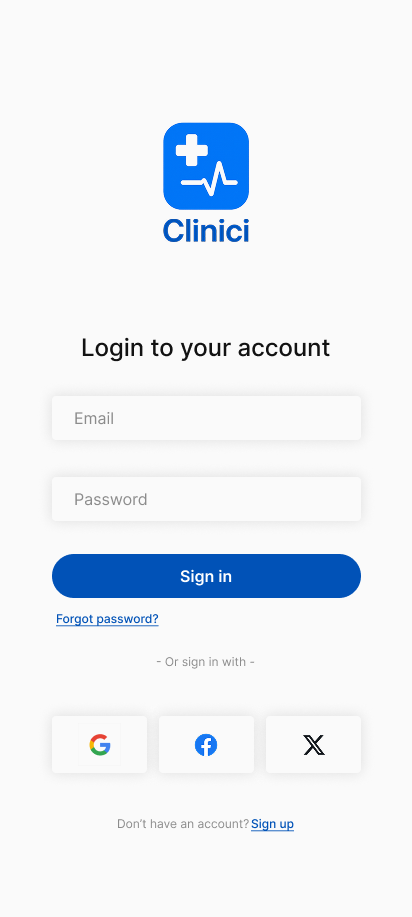 Clinici
Login to your account
Email
Password
Sign in
Forgot password?
- Or sign in with -
Don’t have an account? Sign up